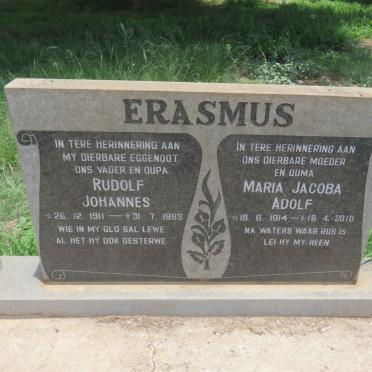 ERASMUS
IN TERE HERINNERING AAN
MY DIERBARE EGGENOOT
ONS VADER EN OUPA
RUDOLF
JOHANNES
☆26. 12. 1911 — †31. 7. 1983
WIE IN MY GLO SAL LEWE
AL HET HY OOK GESTERWE
IN TERE HERINNERING AAN
ONS DIERBARE MOEDER
EN OUMA
MARIA JACOBA
ADOLF
☆18. 6. 1914 — †16. 4. 2010
NA WATERS WAAR RUS IS
LEI HY MY HEEN